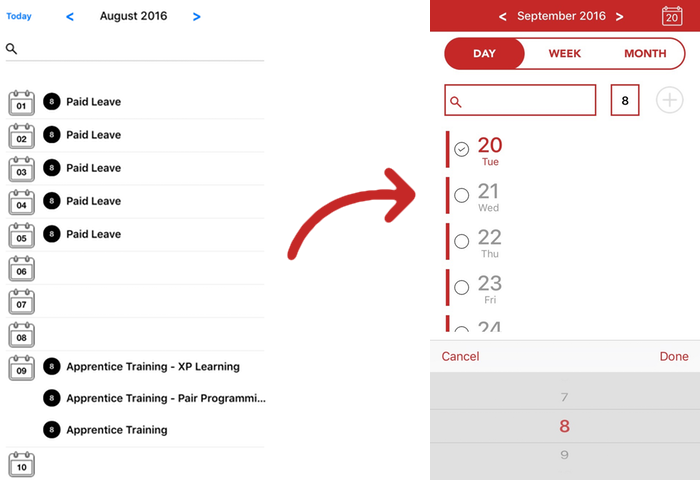 Today < August 2016 >
01 8 Paid Leave
02 8 Paid Leave
03 8 Paid Leave
04 8 Paid Leave
05 8 Paid Leave
06
07
08
09 8 Apprentice Training - XP Learning
8 Apprentice Training - Pair Programmi...
8 Apprentice Training
10
< September 2016 > 20
DAY WEEK MONTH
8 +
20
Tue
21
Wed
22
Thu
23
Fri
24
Cancel Done
7
8
9